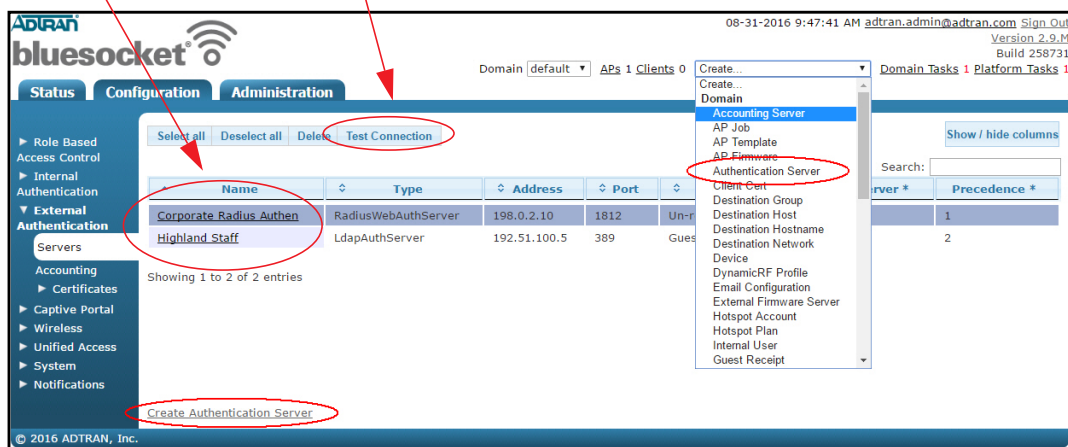 ADTRAN
bluesocket
08-31-2016 9:47:41 AM adtran.admin@adtran.com Sign Out
Version 2.9.M
Build 258731
Domain default APs 1 Clients 0 Create... Domain Tasks 1 Platform Tasks 1
Status Configuration Administration
Create...
Domain
Accounting Server
AP Job
AP Template
AP Firmware
Authentication Server
Client Cert
Destination Group
Destination Host
Destination Hostname
Destination Network
Device
DynamicRF Profile
Email Configuration
External Firmware Server
Hotspot Account
Hotspot Plan
Internal User
Guest Receipt
Role Based
Access Control
Internal
Authentication
External
Authentication
Servers
Accounting
Certificates
Captive Portal
Wireless
Unified Access
System
Notifications
Select all Deselect all Delete Test Connection
Show / hide columns
Search:
Name Type Address Port Precedence *
Corporate Radius Authen RadiusWebAuthServer 198.0.2.10 1812 1
Highland Staff LdapAuthServer 192.51.100.5 389 2
Showing 1 to 2 of 2 entries
Create Authentication Server
© 2016 ADTRAN, Inc.